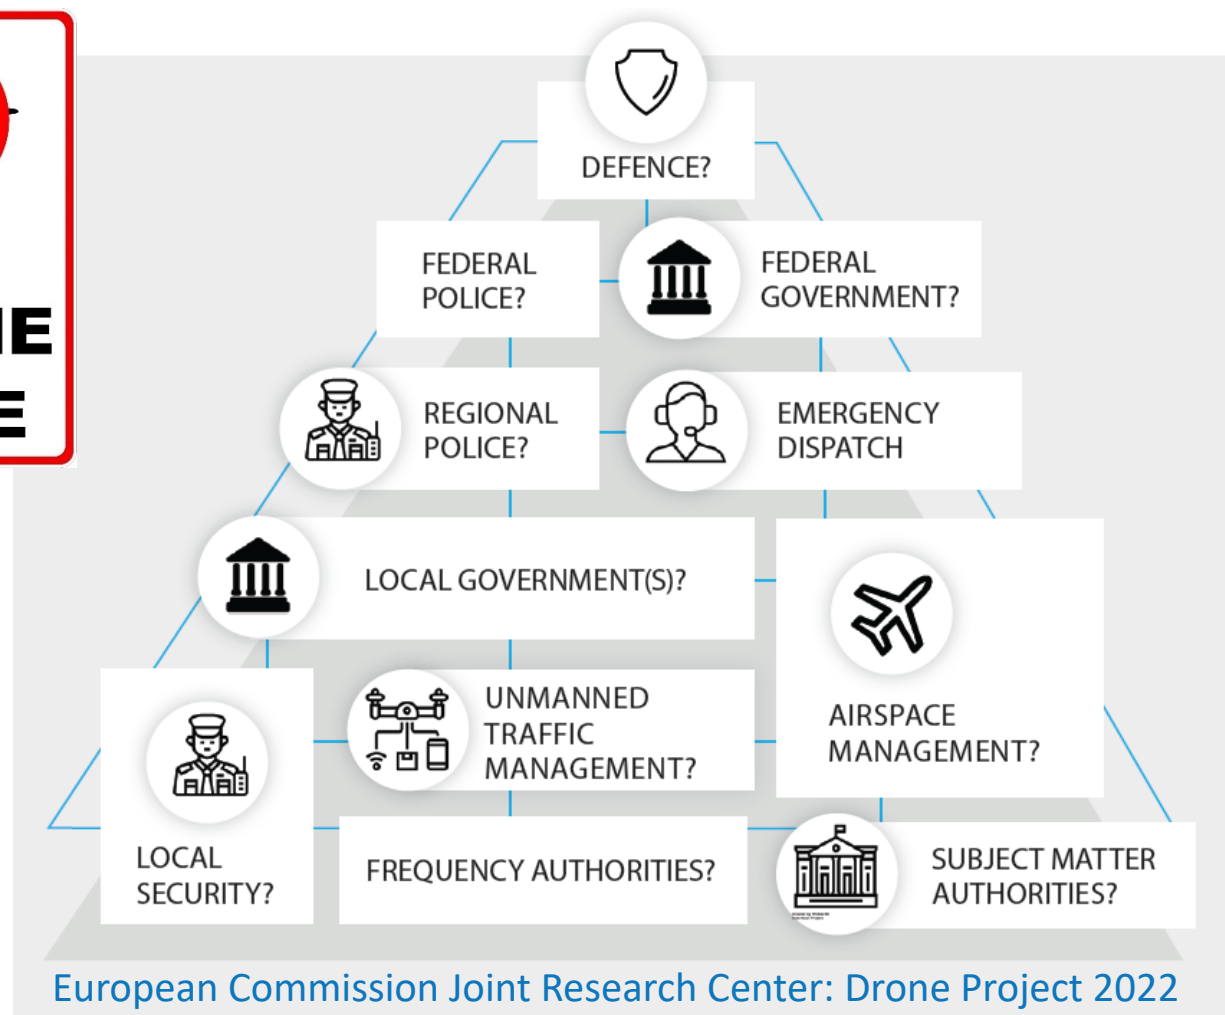 NE
E
DEFENCE?
FEDERAL
POLICE?
FEDERAL
GOVERNMENT?
REGIONAL
POLICE?
EMERGENCY
DISPATCH
LOCAL GOVERNMENT(S)?
UNMANNED
TRAFFIC
MANAGEMENT?
AIRSPACE
MANAGEMENT?
LOCAL
SECURITY?
FREQUENCY AUTHORITIES?
SUBJECT MATTER
AUTHORITIES?
European Commission Joint Research Center: Drone Project 2022